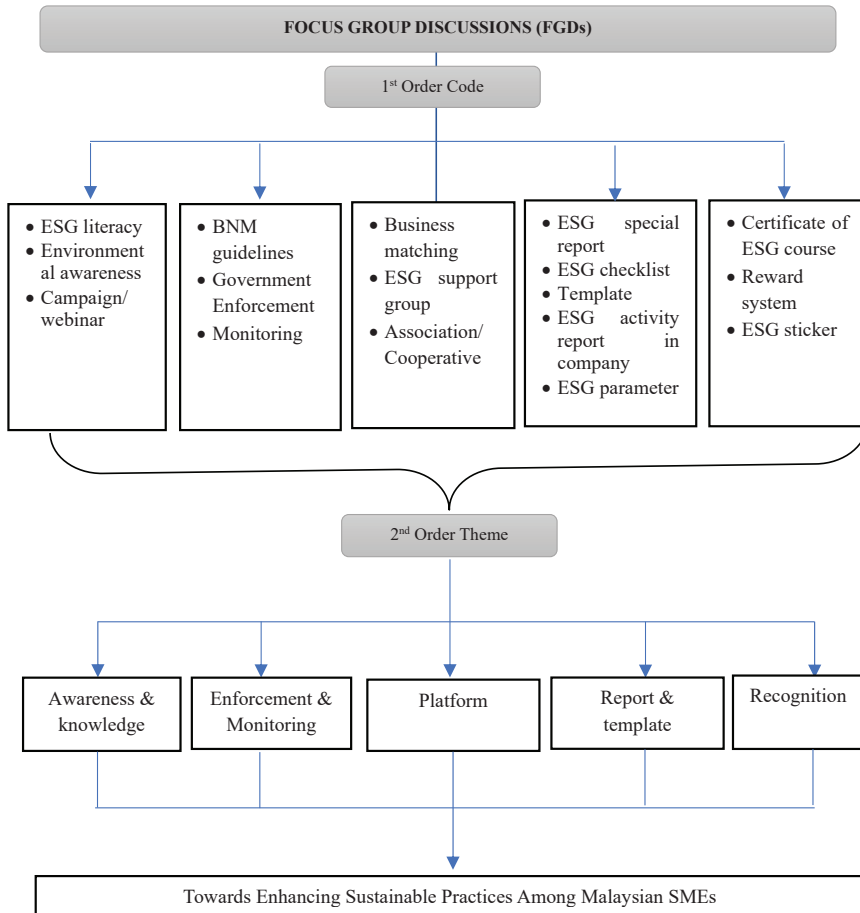 FOCUS GROUP DISCUSSIONS (FGDs)
1st Order Code
• ESG literacy
• Environment
al awareness
• Campaign/
webinar
• BNM
guidelines
• Government
Enforcement
• Monitoring
• Business
matching
• ESG support
group
• Association/
Cooperative
• ESG special
report
• ESG checklist
• Template
• ESG activity
report in
company
• ESG parameter
• Certificate of
ESG course
• Reward
system
• ESG sticker
2nd Order Theme
Awareness &
knowledge
Enforcement &
Monitoring
Platform
Report &
template
Recognition
Towards Enhancing Sustainable Practices Among Malaysian SMEs